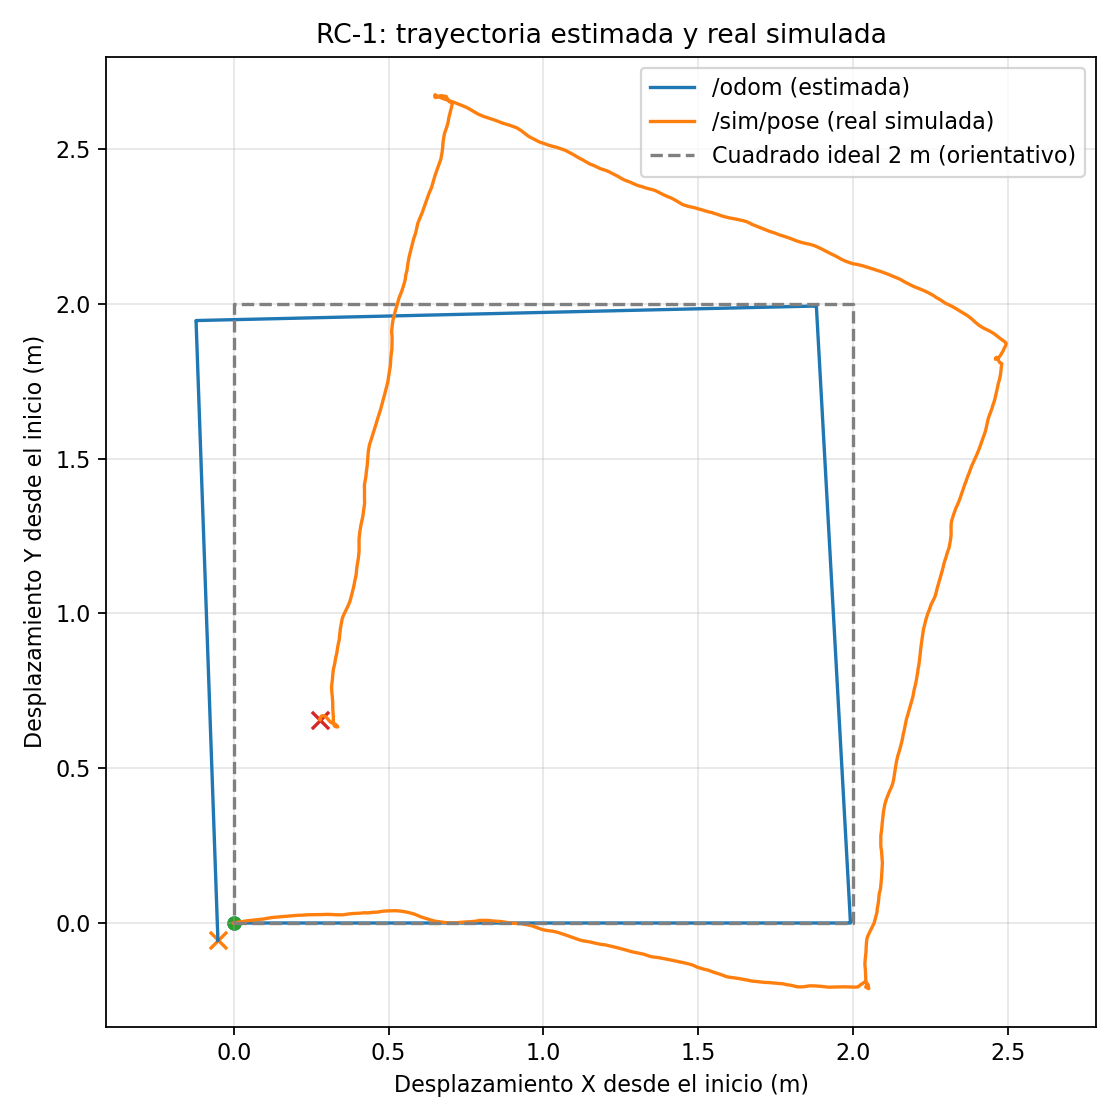 RC-1: trayectoria estimada y real simulada
/odom (estimada)
/sim/pose (real simulada)
Cuadrado ideal 2 m (orientativo)
Desplazamiento Y desde el inicio (m)
2.5
2.0
1.5
1.0
0.5
0.0
0.0 0.5 1.0 1.5 2.0 2.5
Desplazamiento X desde el inicio (m)